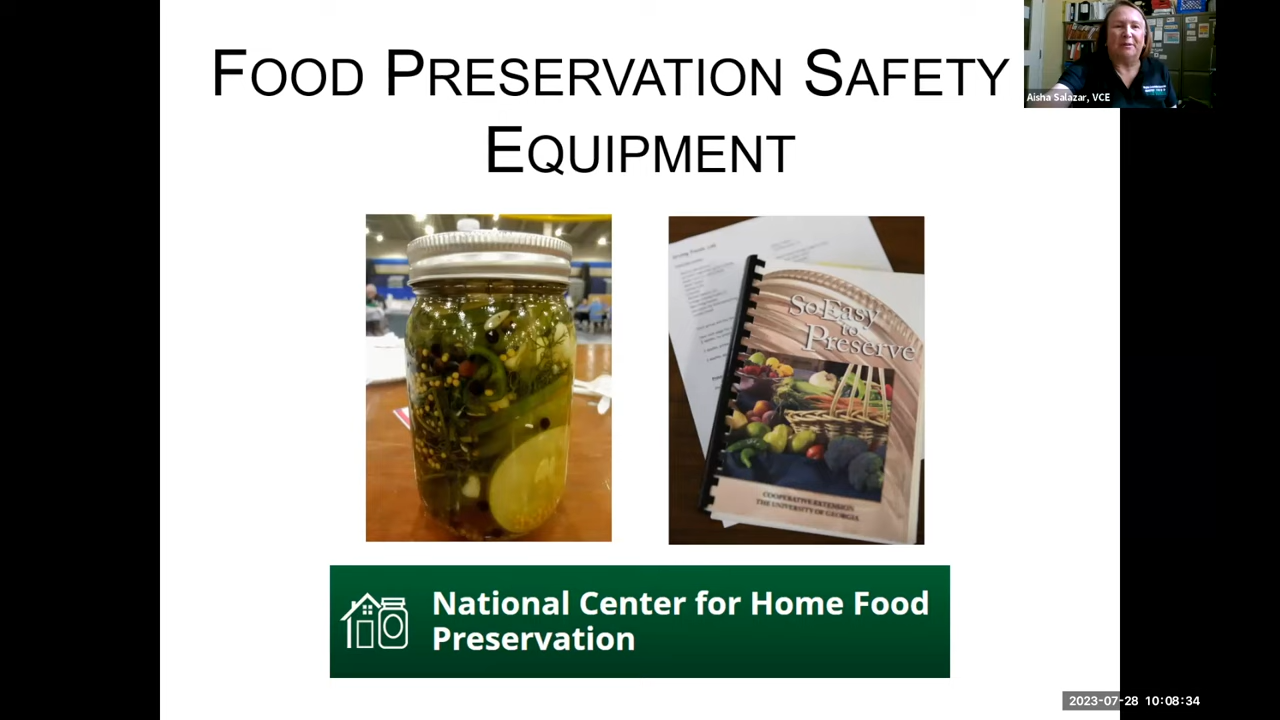 FOOD PRESERVATION SAFETY
EQUIPMENT
Aisha Salazar, VCE
So Easy
to
Preserve
COOPERATIVE EXTENSION
THE UNIVERSITY OF GEORGIA
National Center for Home Food
Preservation
2023-07-28 10:08:34